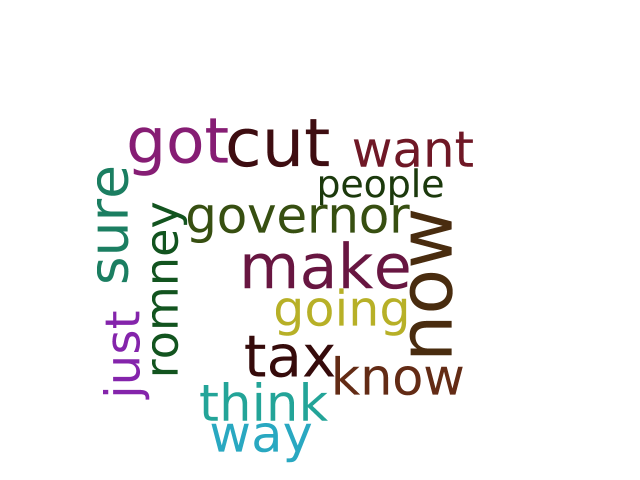 got
cut
want
people
sure
governor
romney
now
make
going
just
tax
know
think
way